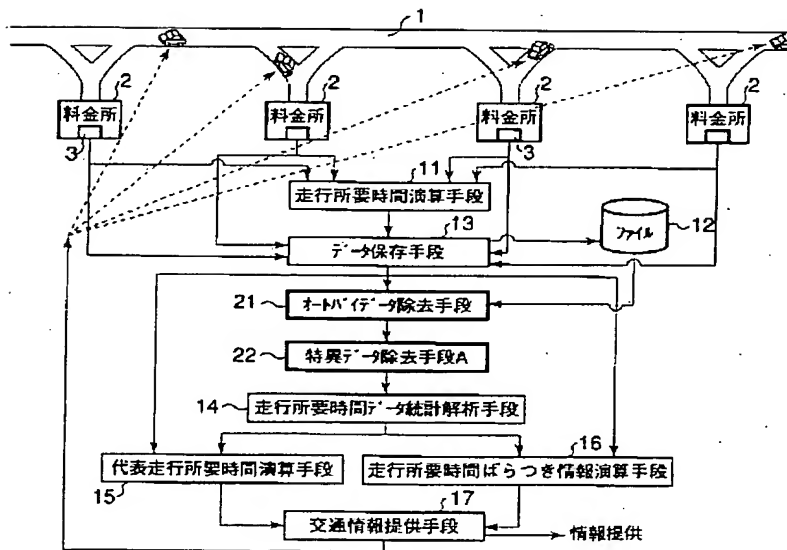 1
2
2
2
2
料金所
料金所
料金所
料金所
3
3
11
走行所要時間演算手段
13
12
データ保存手段
ファイル
21
オートバイデータ除去手段
22
特異データ除去手段A
14
走行所要時間データ統計解析手段
16
代表走行所要時間演算手段
走行所要時間ばらつき情報演算手段
15
17
交通情報提供手段
情報提供